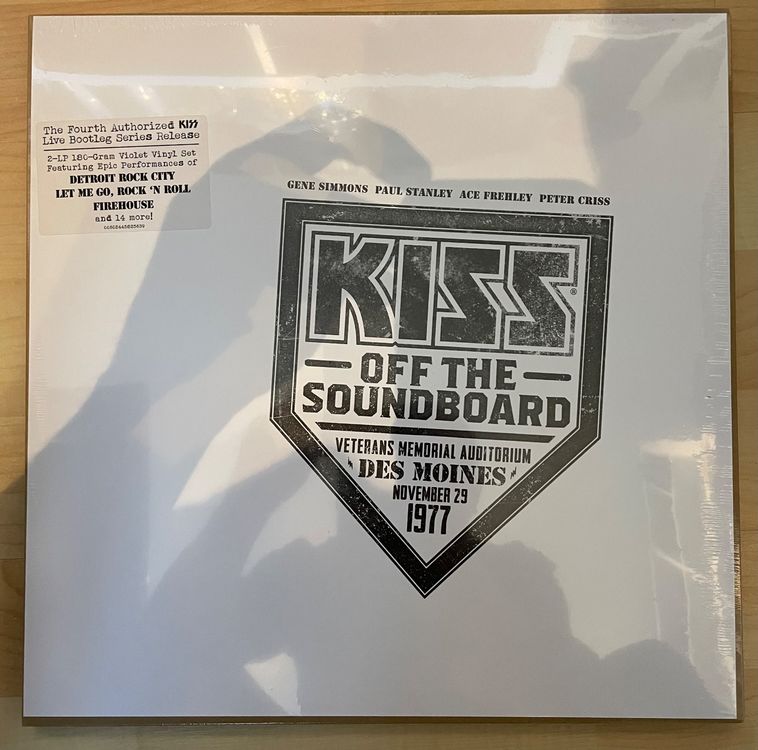 The Fourth Authorized KISS
Live Bootleg Series Release
2-LP 180-Gram Violet Vinyl Set
Featuring Epic Performances of
DETROIT ROCK CITY
LET ME GO, ROCK 'N ROLL
FIREHOUSE
and 14 more!
GENE SIMMONS PAUL STANLEY ACE FREHLEY PETER CRISS
KISS®
OFF THE
SOUNDBOARD
VETERANS MEMORIAL AUDITORIUM
DES MOINES
NOVEMBER 29
1977